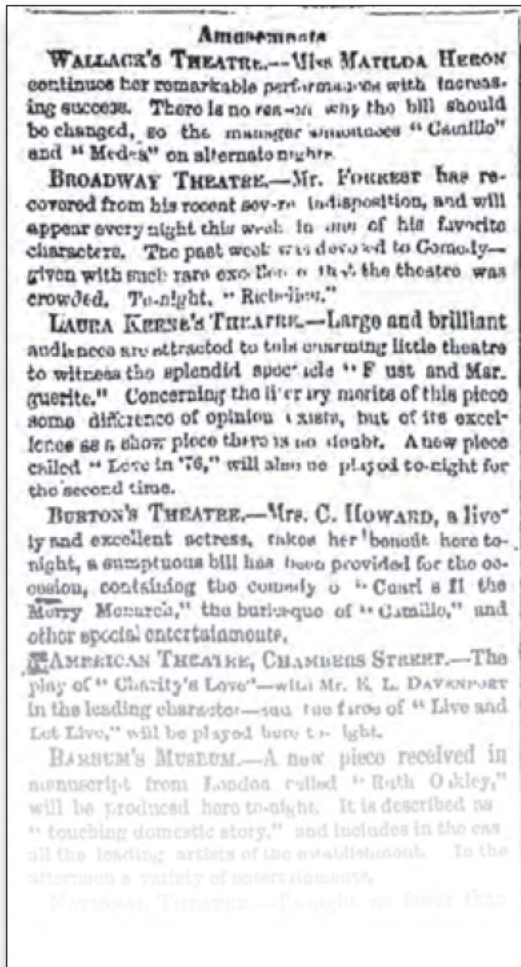 Amusements
WALLACK'S THEATRE.—Miss MATILDA HERON
continues her remarkable performances with increas-
ing success. There is no reason why the bill should
be changed, so the manager announces "Camille"
and "Medea" on alternate nights.
BROADWAY THEATRE.—Mr. FORREST has re-
covered from his recent severe indisposition, and will
appear every night this week in one of his favorite
characters. The past week was devoted to Comedy—
given with such rare excellence that the theatre was
crowded. To-night, "Richelieu."
LAURA KEENE'S THEATRE.—Large and brilliant
audiences are attracted to this charming little theatre
to witness the splendid spectacle "Faust and Mar-
guerite." Concerning the literary merits of this piece
some difference of opinion exists, but of its excel-
lence as a show piece there is no doubt. A new piece
called "Love in '76," will also be played to-night for
the second time.
BURTON'S THEATRE.—Mrs. C. HOWARD, a live-
ly and excellent actress, takes her benefit here to-
night, a sumptuous bill has been provided for the oc-
casion, containing the comedy of "Charles II the
Merry Monarch," the burlesque of "Camille," and
other special entertainments.
AMERICAN THEATRE, CHAMBERS STREET.—The
play of "Charity's Love"—with Mr. E. L. DAVENPORT
in the leading character—and the farce of "Live and
Let Live," will be played here to-night.
BARNUM'S MUSEUM.—A new piece received in
manuscript from London called "Ruth Oakley,"
will be produced here to-night. It is described as
"touching domestic story," and includes in the cas
all the leading artists of the establishment. In the
afternoon a variety of entertainments.
NATIONAL THEATRE.—To-night no fewer than